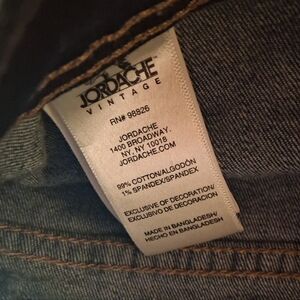 JORDACHE
VINTAGE
RN# 98826
JORDACHE
1400 BROADWAY.
NY, NY 10018
JORDACHE.COM
99% COTTON/ALGODÓN
1% SPANDEX/SPANDEX
EXCLUSIVE OF DECORATION/
EXCLUSIVO DE DECORACION
MADE IN BANGLADESH/
HECHO EN BANGLADESH